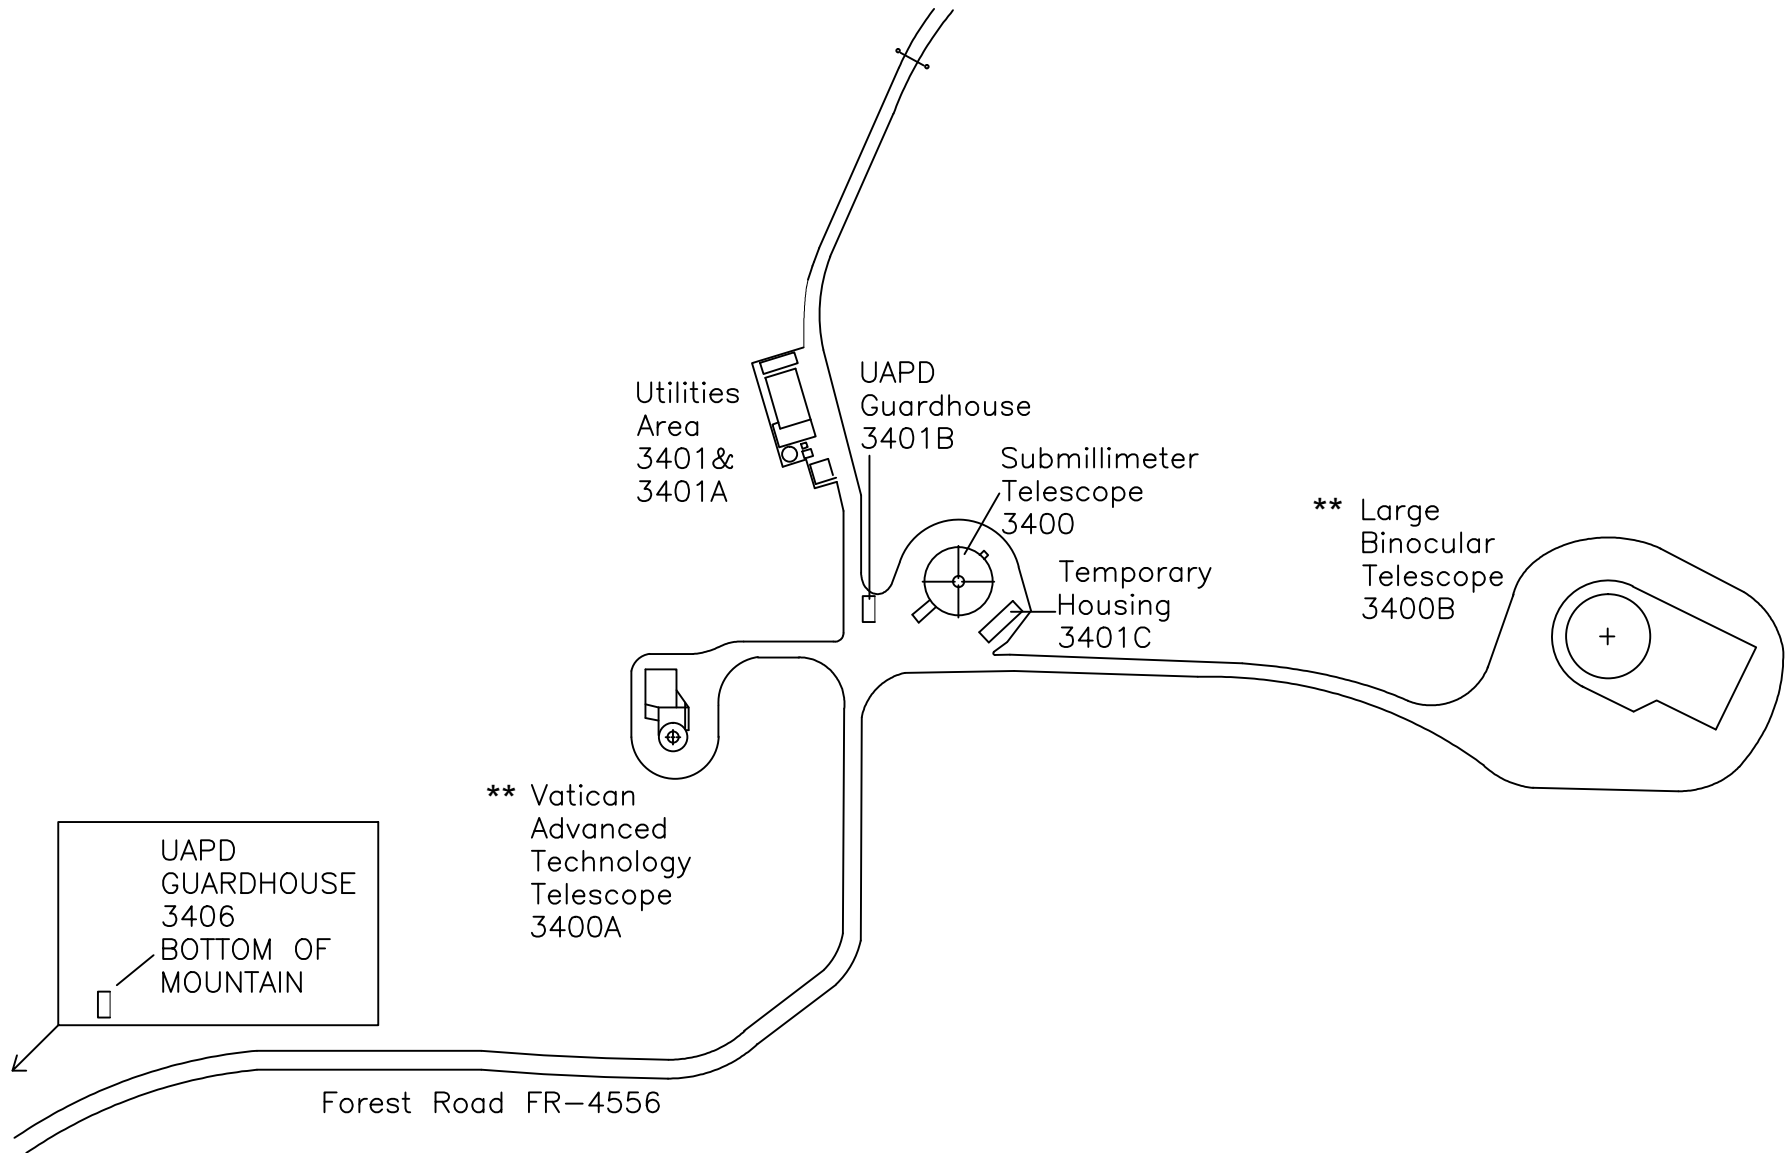 UAPD
Guardhouse
3401B
Utilities
Area
3401&
3401A
Submillimeter
Telescope
3400
** Large
Binocular
Telescope
3400B
Temporary
Housing
3401C
** Vatican
Advanced
Technology
Telescope
3400A
UAPD
GUARDHOUSE
3406
BOTTOM OF
MOUNTAIN
Forest Road FR-4556